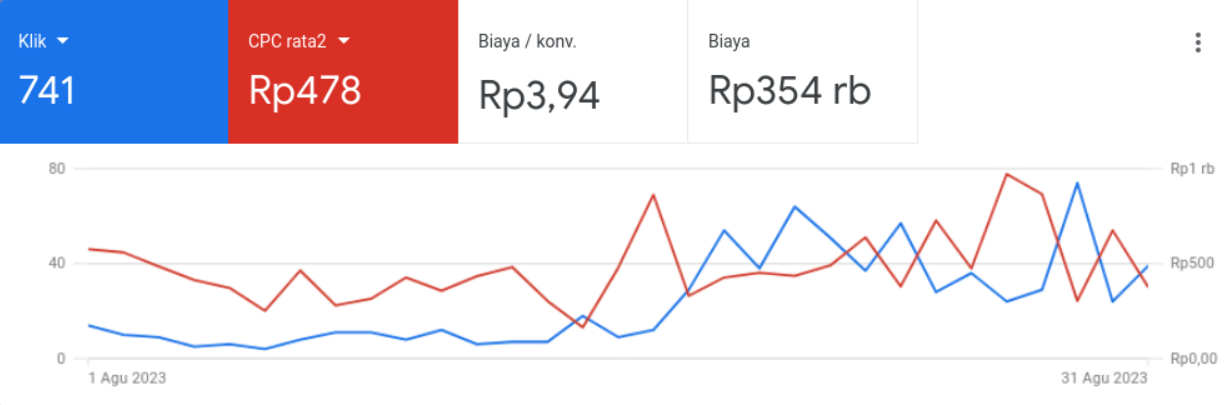 Klik
741
CPC rata2
Rp478
Biaya / konv.
Rp3,94
Biaya
Rp354 rb
80
Rp1 rb
40
Rp500
0
Rp0,00
1 Agu 2023
31 Agu 2023